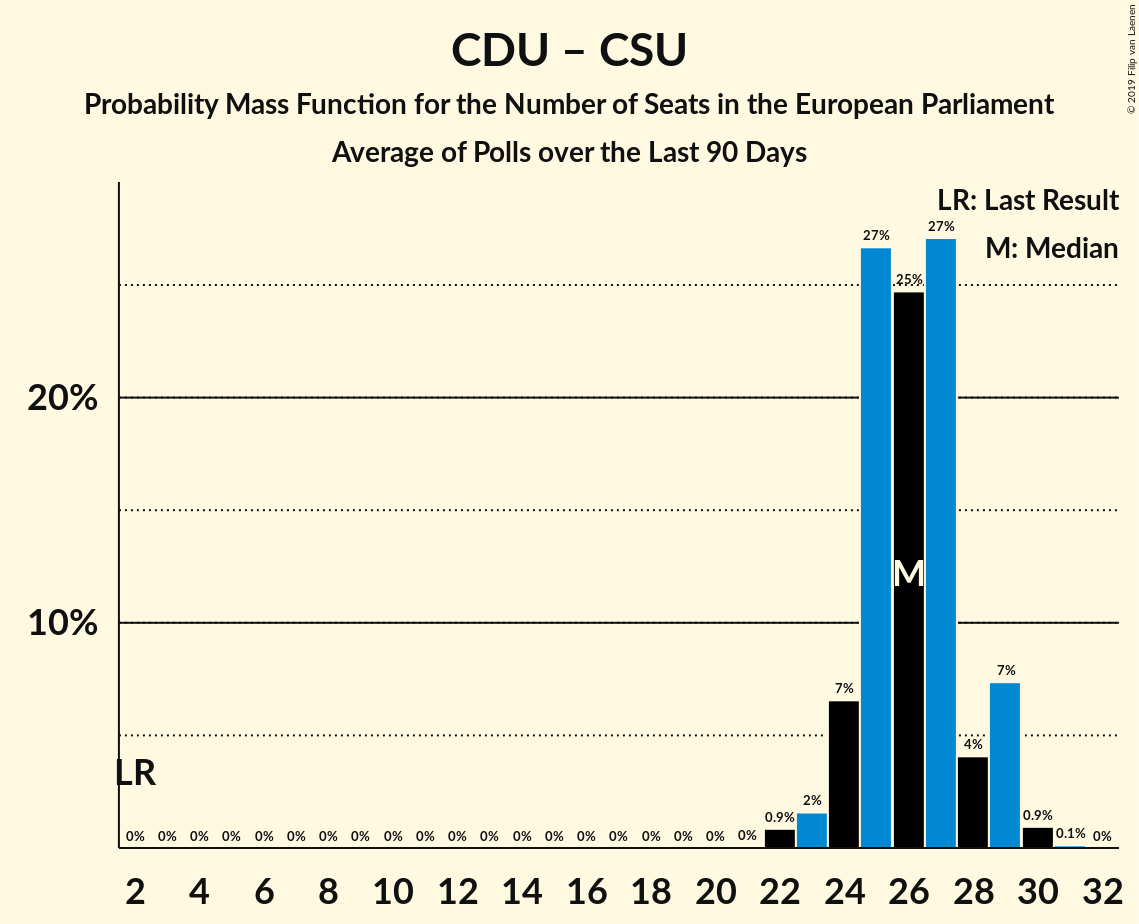 CDU – CSU
Probability Mass Function for the Number of Seats in the European Parliament
Average of Polls over the Last 90 Days
© 2019 Filip van Laenen
LR: Last Result
M: Median
27% 27%
25%
20%
M
10%
7% 7%
4%
LR
0% 0% 0% 0% 0% 0% 0% 0% 0% 0% 0% 0% 0% 0% 0% 0% 0% 0% 0% 0% 0.9% 2% 0.9% 0.1% 0%
2 4 6 8 10 12 14 16 18 20 22 24 26 28 30 32